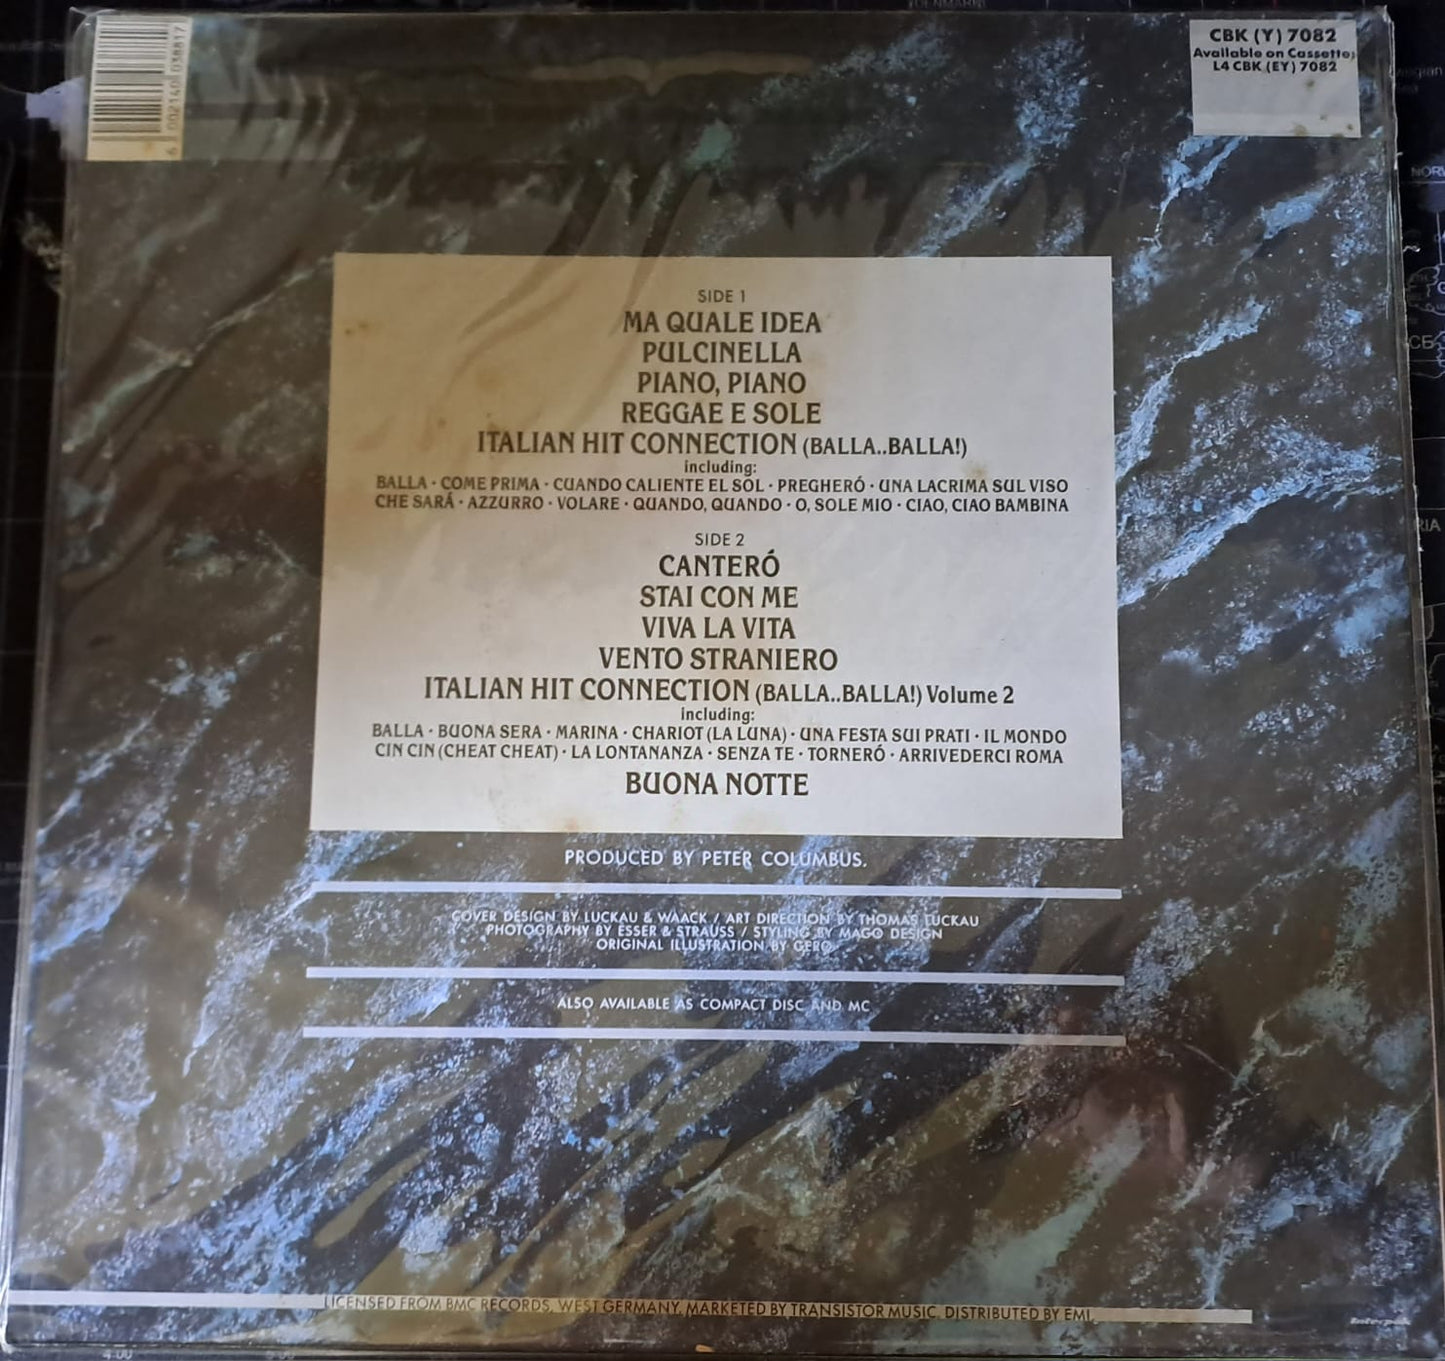 6 002140 038817
CBK (Y) 7082
Available on Cassette
L4 CBK (EY) 7082
SIDE 1
MA QUALE IDEA
PULCINELLA
PIANO, PIANO
REGGAE E SOLE
ITALIAN HIT CONNECTION (BALLA..BALLA!)
including:
BALLA · COME PRIMA · CUANDO CALIENTE EL SOL · PREGHERÓ · UNA LACRIMA SUL VISO
CHE SARÁ · AZZURRO · VOLARE · QUANDO, QUANDO · O, SOLE MIO · CIAO, CIAO BAMBINA
SIDE 2
CANTERÓ
STAI CON ME
VIVA LA VITA
VENTO STRANIERO
ITALIAN HIT CONNECTION (BALLA..BALLA!) Volume 2
including:
BALLA · BUONA SERA · MARINA · CHARIOT (LA LUNA) · UNA FESTA SUI PRATI · IL MONDO
CIN CIN (CHEAT CHEAT) · LA LONTANANZA · SENZA TE · TORNERÓ · ARRIVEDERCI ROMA
BUONA NOTTE
PRODUCED BY PETER COLUMBUS.
COVER DESIGN BY LUCKAU & WAACK / ART DIRECTION BY THOMAS LUCKAU
PHOTOGRAPHY BY ESSER & STRAUSS / STYLING BY MAGO DESIGN
ORIGINAL ILLUSTRATION BY GERO
ALSO AVAILABLE AS COMPACT DISC AND MC
LICENSED FROM BMC RECORDS, WEST GERMANY. MARKETED BY TRANSISTOR MUSIC. DISTRIBUTED BY EMI.